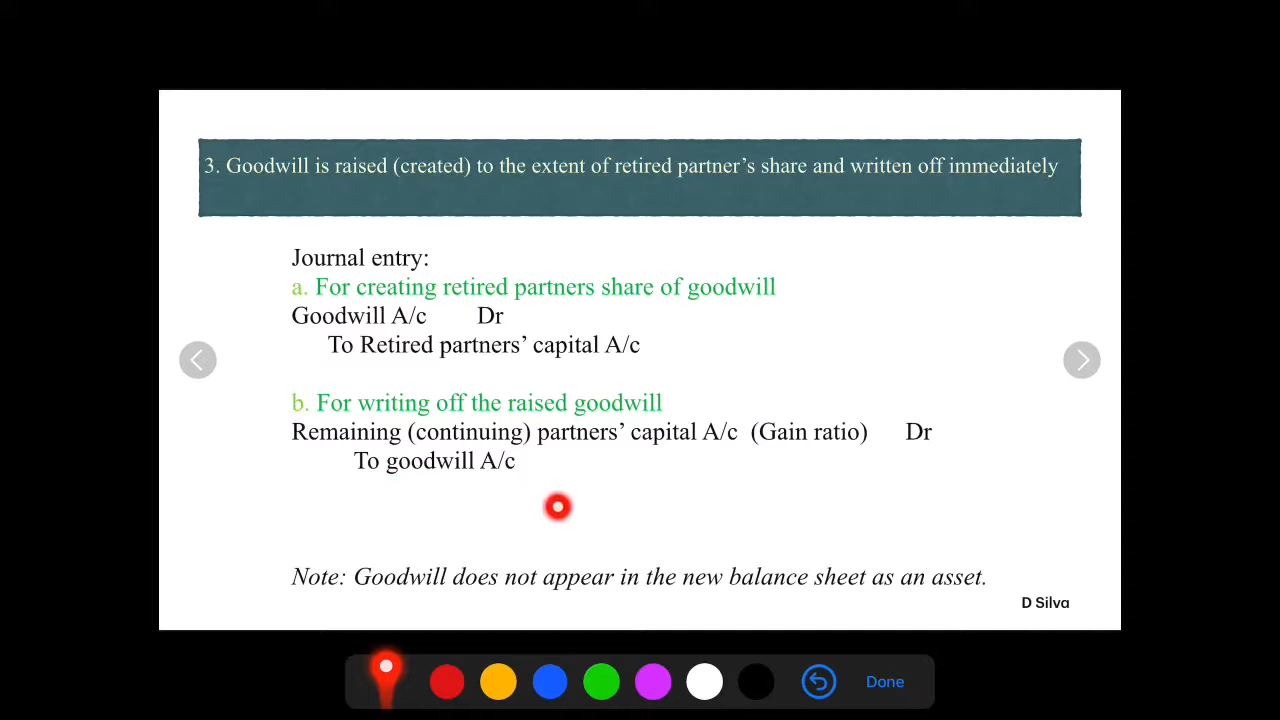 3. Goodwill is raised (created) to the extent of retired partner’s share and written off immediately
Journal entry:
a. For creating retired partners share of goodwill
Goodwill A/c Dr
To Retired partners’ capital A/c
b. For writing off the raised goodwill
Remaining (continuing) partners’ capital A/c (Gain ratio) Dr
To goodwill A/c
Note: Goodwill does not appear in the new balance sheet as an asset.
D Silva
Done